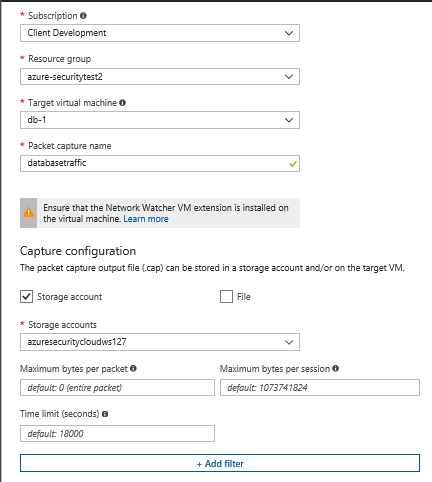 * Subscription
Client Development
* Resource group
azure-securitytest2
* Target virtual machine
db-1
* Packet capture name
databasetraffic
Ensure that the Network Watcher VM extension is installed on
the virtual machine. Learn more
Capture configuration
The packet capture output file (.cap) can be stored in a storage account and/or on the target VM.
Storage account File
* Storage accounts
azuresecuritycloudws127
Maximum bytes per packet Maximum bytes per session
default: 0 (entire packet) default: 1073741824
Time limit (seconds)
default: 18000
+ Add filter